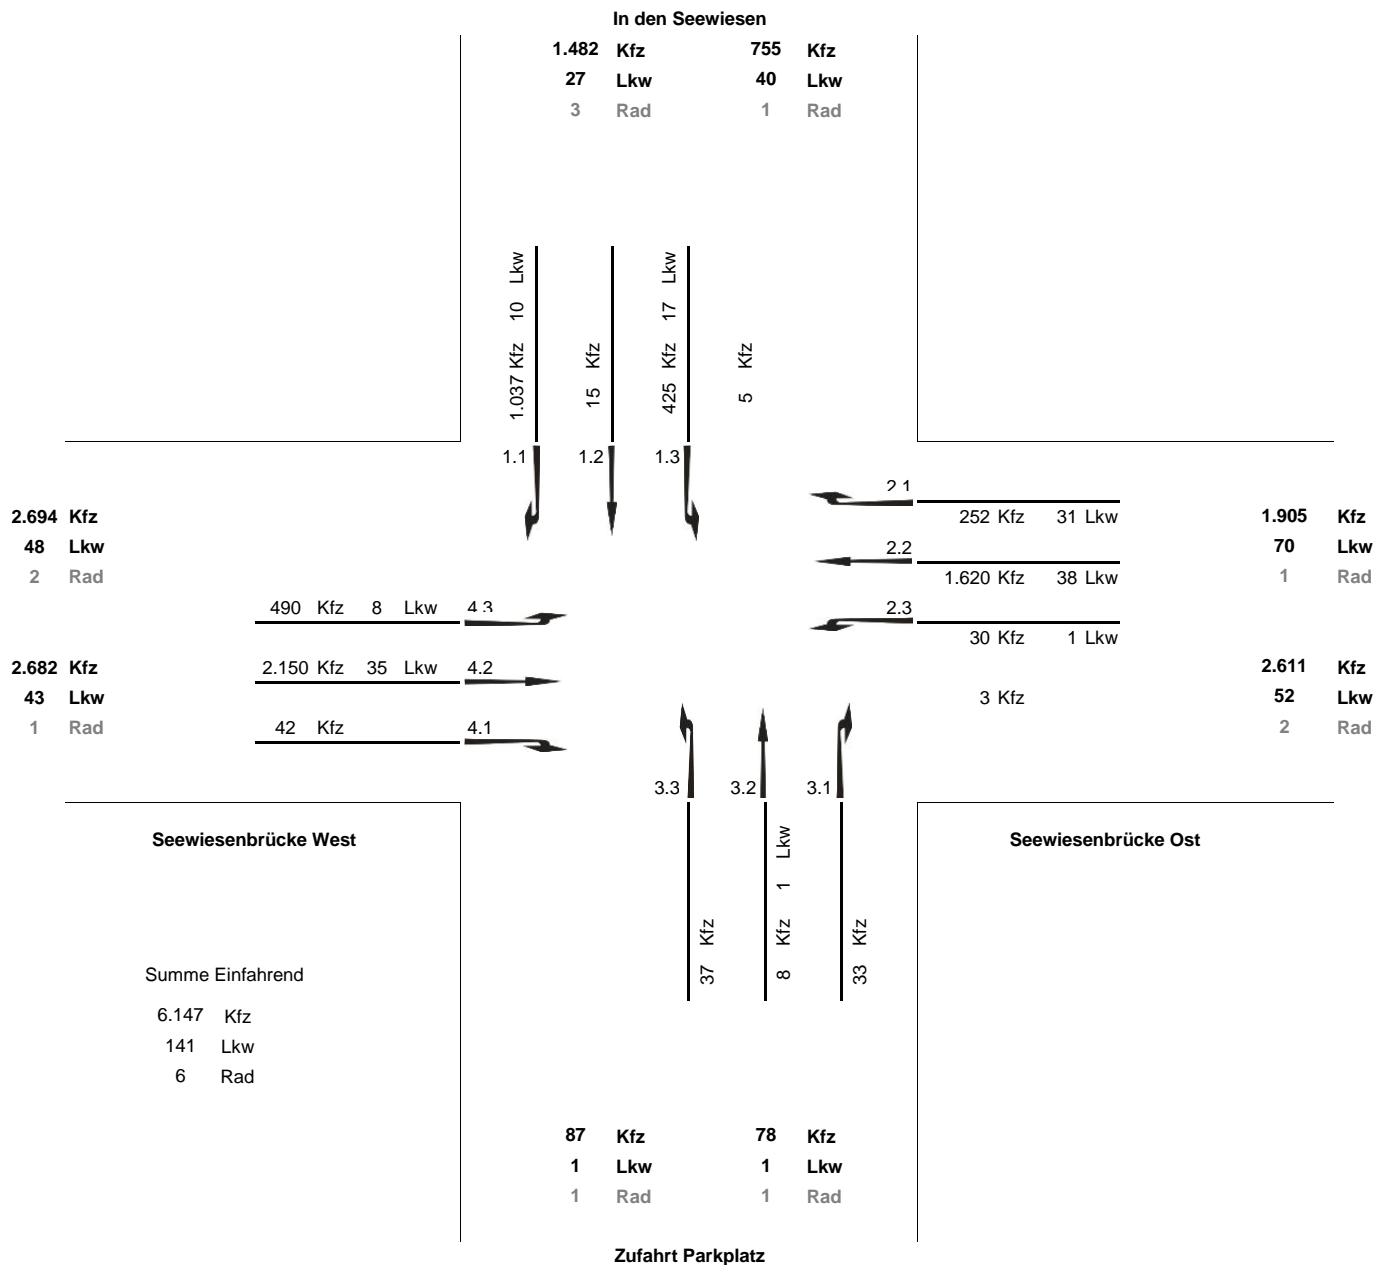 In den Seewiesen
1.482 Kfz 755 Kfz
27 Lkw 40 Lkw
3 Rad 1 Rad
1.037 Kfz 10 Lkw
15 Kfz
425 Kfz 17 Lkw
5 Kfz
1.1 1.2 1.3
2.694 Kfz
48 Lkw
2 Rad
2.1
252 Kfz 31 Lkw
2.2
1.620 Kfz 38 Lkw
2.3
30 Kfz 1 Lkw
3 Kfz
1.905 Kfz
70 Lkw
1 Rad
490 Kfz 8 Lkw 4.3
2.150 Kfz 35 Lkw 4.2
42 Kfz 4.1
2.682 Kfz
43 Lkw
1 Rad
2.611 Kfz
52 Lkw
2 Rad
3.3 3.2 3.1
37 Kfz
8 Kfz 1 Lkw
33 Kfz
Seewiesenbrücke West
Seewiesenbrücke Ost
Summe Einfahrend
6.147 Kfz
141 Lkw
6 Rad
87 Kfz 78 Kfz
1 Lkw 1 Lkw
1 Rad 1 Rad
Zufahrt Parkplatz